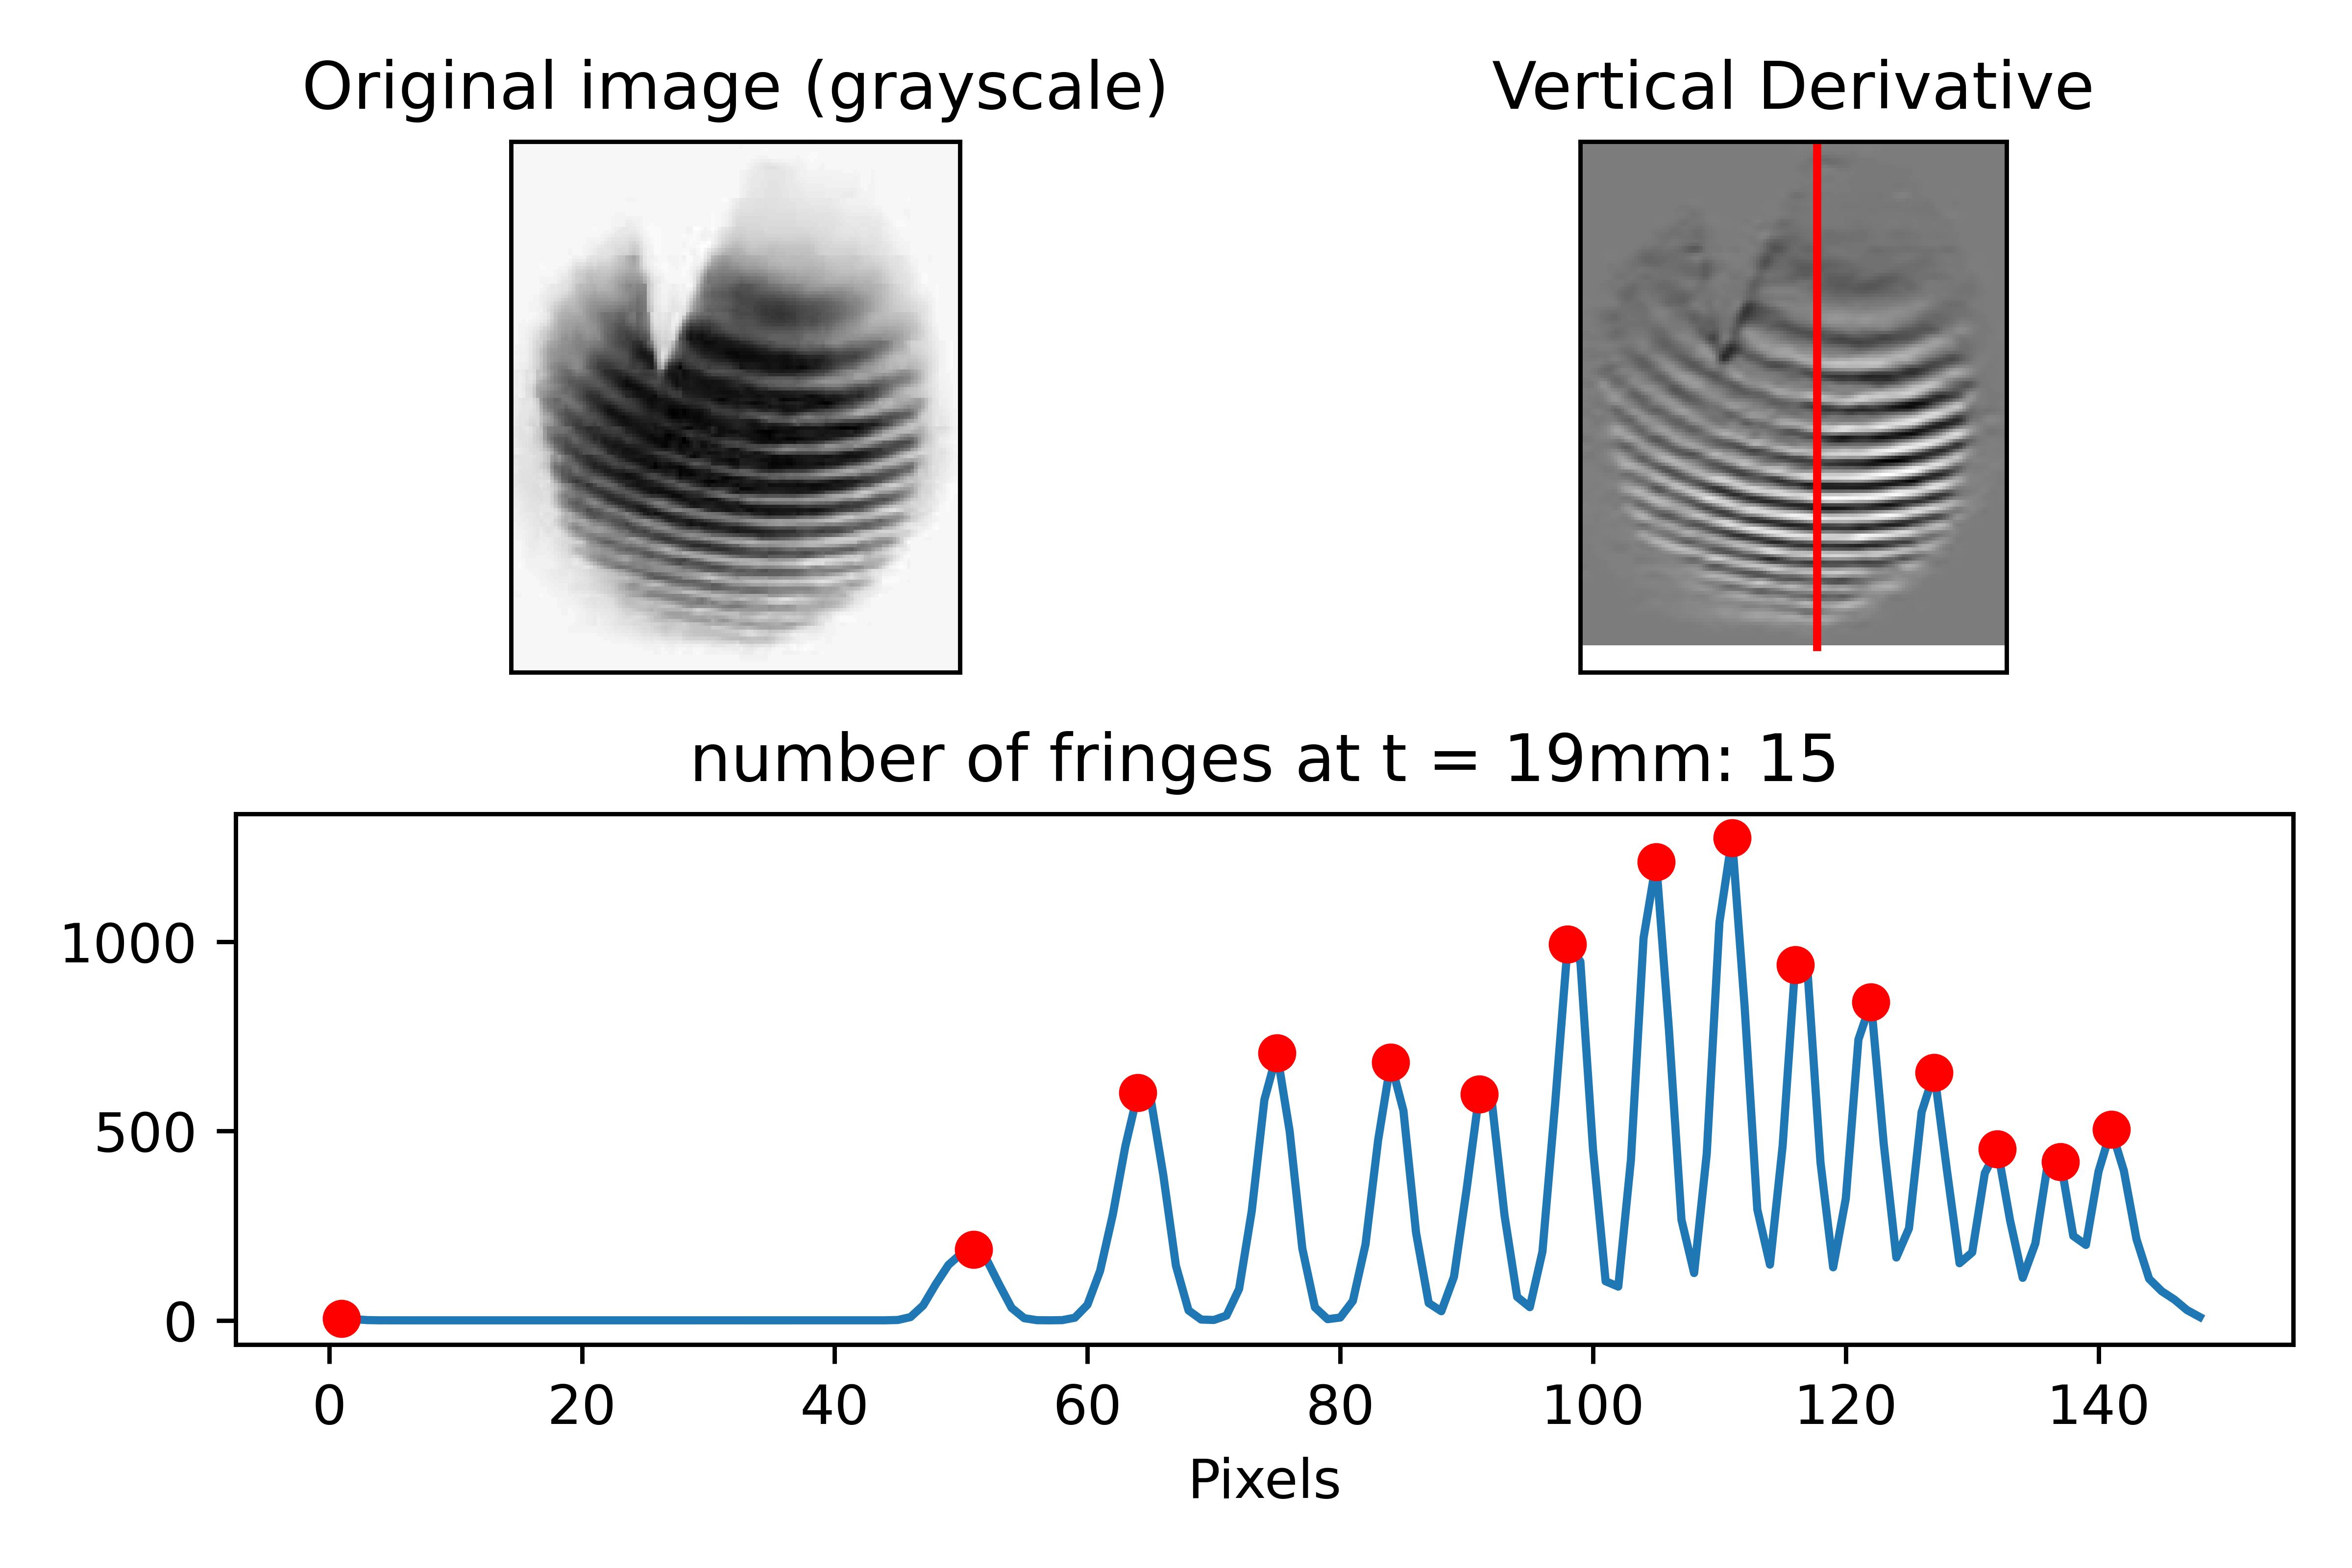 Original image (grayscale)
Vertical Derivative
number of fringes at t = 19mm: 15
1000
500
0
0 20 40 60 80 100 120 140
Pixels